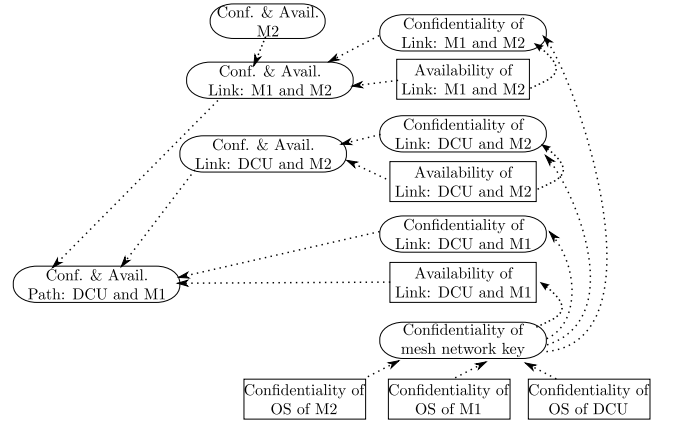 Conf. & Avail.
M2
Confidentiality of
Link: M1 and M2
Conf. & Avail.
Link: M1 and M2
Availability of
Link: M1 and M2
Confidentiality of
Link: DCU and M2
Conf. & Avail.
Link: DCU and M2
Availability of
Link: DCU and M2
Confidentiality of
Link: DCU and M1
Conf. & Avail.
Path: DCU and M1
Availability of
Link: DCU and M1
Confidentiality of
mesh network key
Confidentiality of
OS of M2
Confidentiality of
OS of M1
Confidentiality of
OS of DCU